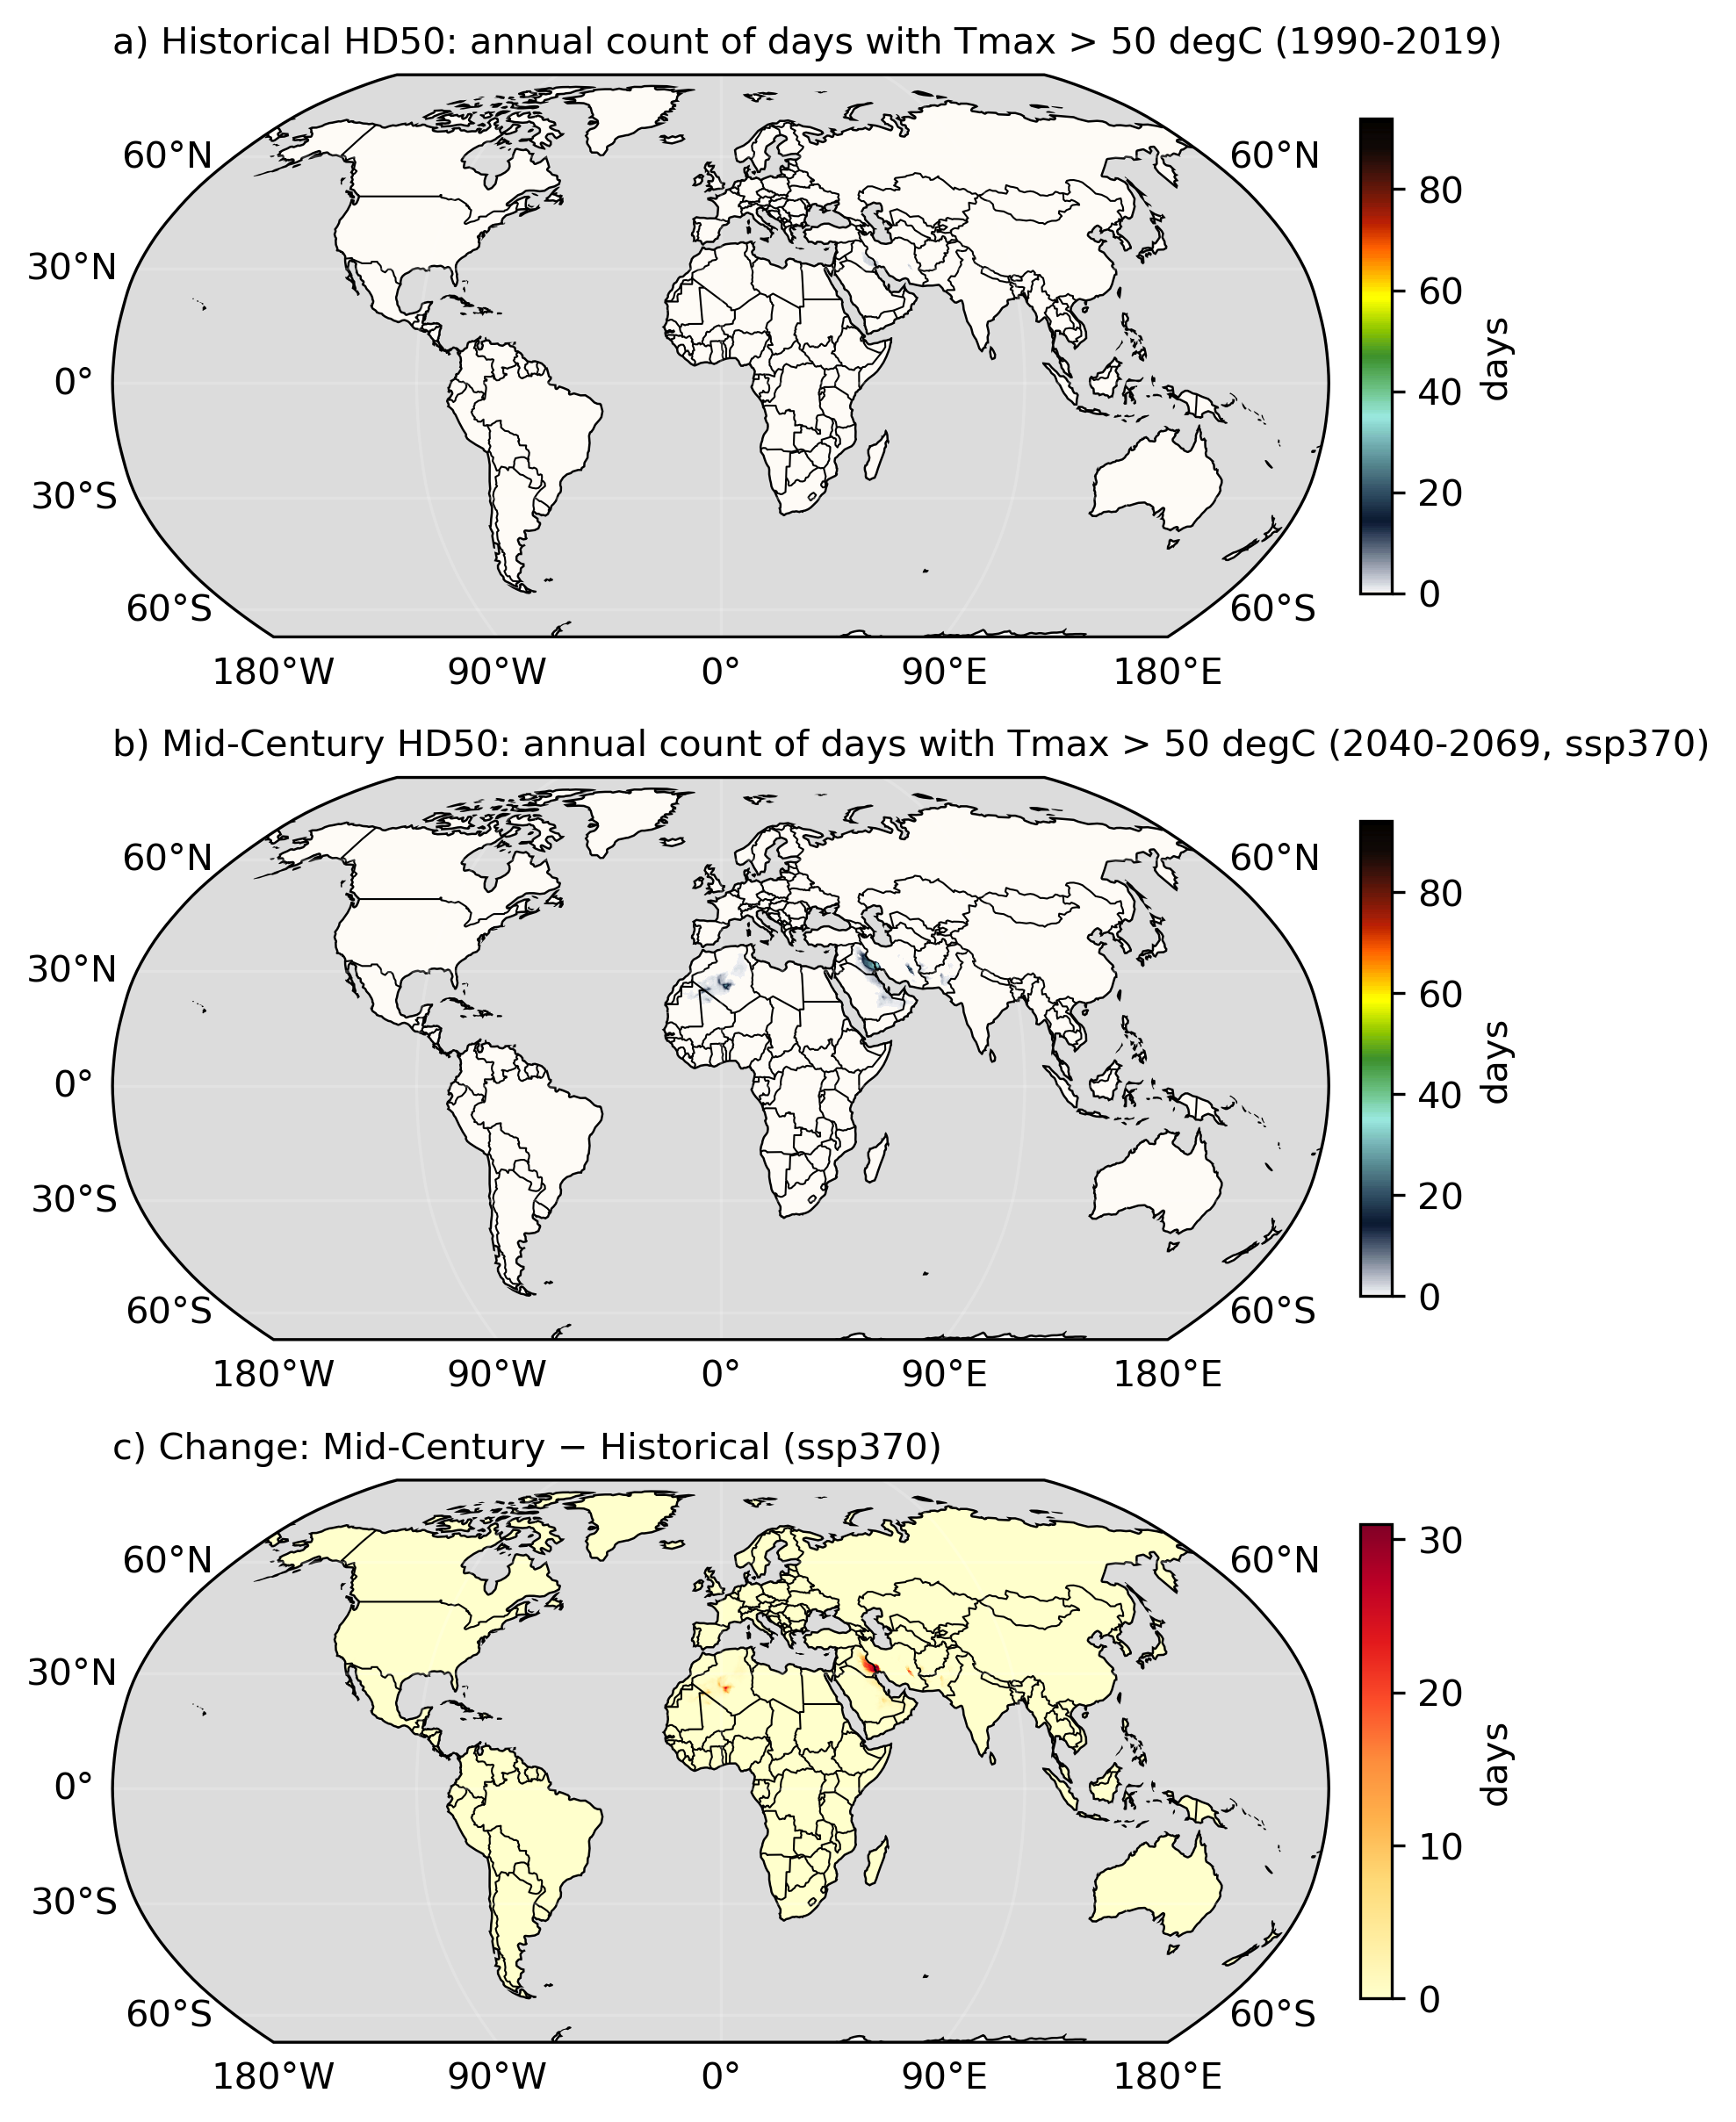 a) Historical HD50: annual count of days with Tmax > 50 degC (1990-2019)
60°N
60°N
30°N
0°
30°S
60°S
60°S
180°W 90°W 0° 90°E 180°E
80
60
40
20
0
days
b) Mid-Century HD50: annual count of days with Tmax > 50 degC (2040-2069, ssp370)
60°N
60°N
30°N
0°
30°S
60°S
60°S
180°W 90°W 0° 90°E 180°E
80
60
40
20
0
days
c) Change: Mid-Century − Historical (ssp370)
60°N
60°N
30°N
0°
30°S
60°S
60°S
180°W 90°W 0° 90°E 180°E
30
20
10
0
days